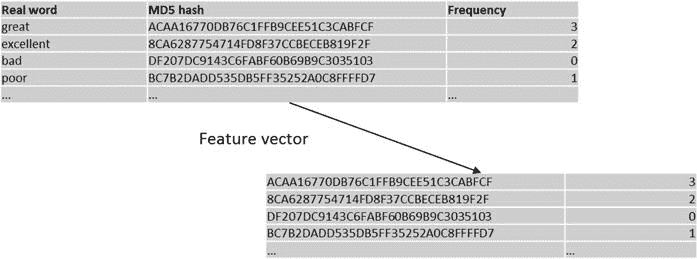 Real word MD5 hash Frequency
great ACAA16770DB76C1FFB9CEE51C3CABFCF 3
excellent 8CA6287754714FD8F37CCBECEB819F2F 2
bad DF207DC9143C6FABF60B69B9C3035103 0
poor BC7B2DADD535DB5FF35252A0C8FFFFD7 1
... ... ...
Feature vector
ACAA16770DB76C1FFB9CEE51C3CABFCF 3
8CA6287754714FD8F37CCBECEB819F2F 2
DF207DC9143C6FABF60B69B9C3035103 0
BC7B2DADD535DB5FF35252A0C8FFFFD7 1
... ...